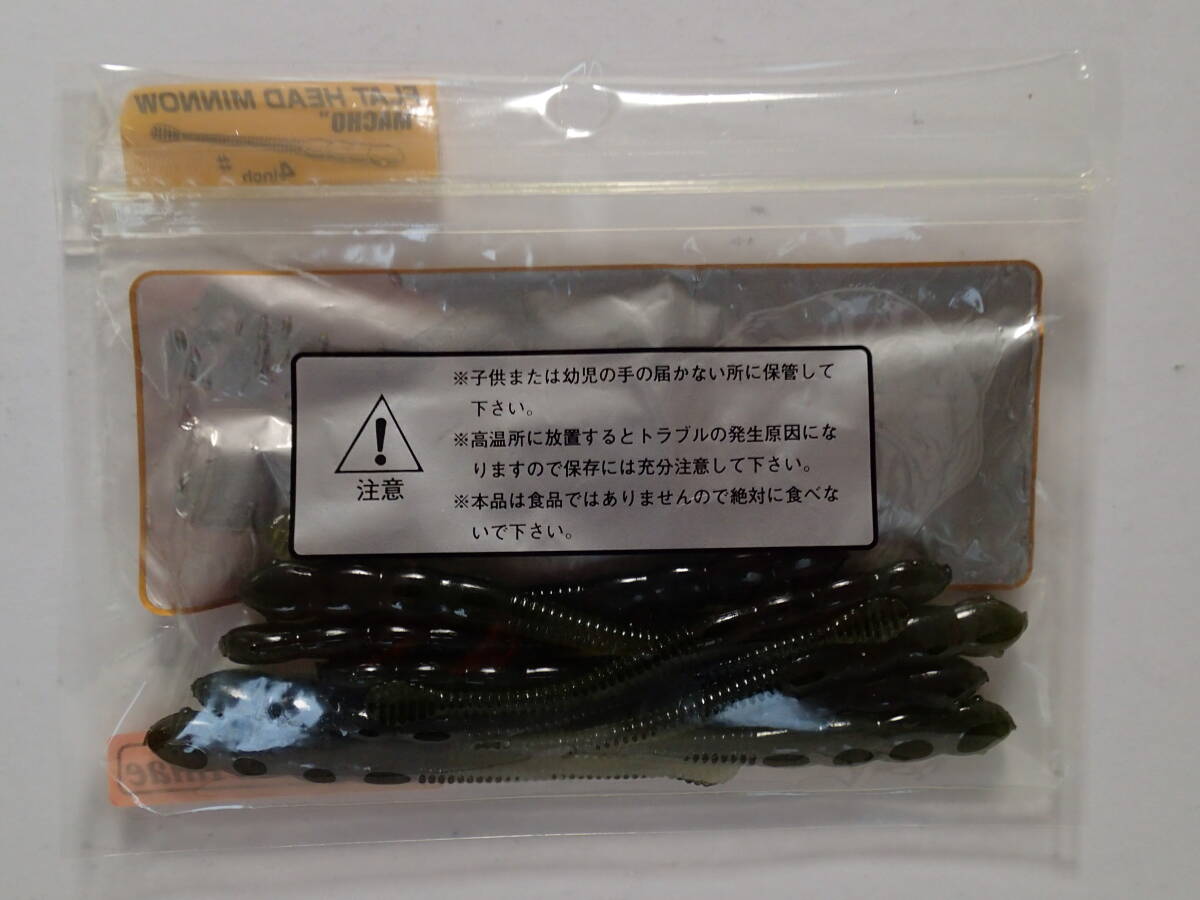 FLAT HEAD MINNOW
"MACHO"
4inch #
※子供または幼児の手の届かない所に保管して
下さい。
※高温所に放置するとトラブルの発生原因にな
りますので保存には充分注意して下さい。
※本品は食品ではありませんので絶対に食べな
いで下さい。
注意